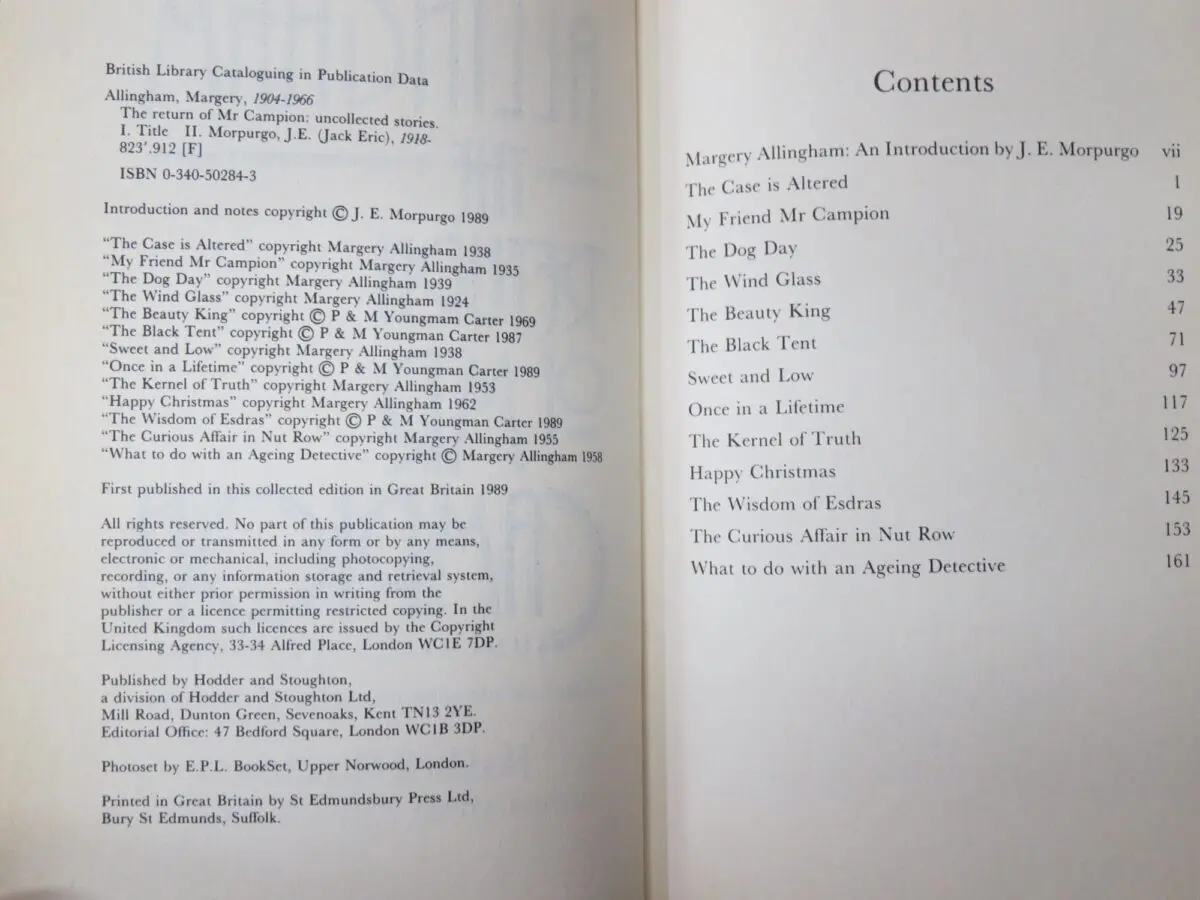 British Library Cataloguing in Publication Data
Allingham, Margery, 1904-1966
The return of Mr Campion: uncollected stories.
I. Title II. Morpurgo, J.E. (Jack Eric), 1918-
823'.912 [F]
ISBN 0-340-50284-3
Introduction and notes copyright © J. E. Morpurgo 1989
"The Case is Altered" copyright Margery Allingham 1938
"My Friend Mr Campion" copyright Margery Allingham 1935
"The Dog Day" copyright Margery Allingham 1939
"The Wind Glass" copyright Margery Allingham 1924
"The Beauty King" copyright © P & M Youngmam Carter 1969
"The Black Tent" copyright © P & M Youngman Carter 1987
"Sweet and Low" copyright Margery Allingham 1938
"Once in a Lifetime" copyright © P & M Youngman Carter 1989
"The Kernel of Truth" copyright Margery Allingham 1953
"Happy Christmas" copyright Margery Allingham 1962
"The Wisdom of Esdras" copyright © P & M Youngman Carter 1989
"The Curious Affair in Nut Row" copyright Margery Allingham 1955
"What to do with an Ageing Detective" copyright © Margery Allingham 1958
First published in this collected edition in Great Britain 1989
All rights reserved. No part of this publication may be
reproduced or transmitted in any form or by any means,
electronic or mechanical, including photocopying,
recording, or any information storage and retrieval system,
without either prior permission in writing from the
publisher or a licence permitting restricted copying. In the
United Kingdom such licences are issued by the Copyright
Licensing Agency, 33-34 Alfred Place, London WC1E 7DP.
Published by Hodder and Stoughton,
a division of Hodder and Stoughton Ltd,
Mill Road, Dunton Green, Sevenoaks, Kent TN13 2YE.
Editorial Office: 47 Bedford Square, London WC1B 3DP.
Photoset by E.P.L. BookSet, Upper Norwood, London.
Printed in Great Britain by St Edmundsbury Press Ltd,
Bury St Edmunds, Suffolk.
Contents
Margery Allingham: An Introduction by J. E. Morpurgo vii
The Case is Altered 1
My Friend Mr Campion 19
The Dog Day 25
The Wind Glass 33
The Beauty King 47
The Black Tent 71
Sweet and Low 97
Once in a Lifetime 117
The Kernel of Truth 125
Happy Christmas 133
The Wisdom of Esdras 145
The Curious Affair in Nut Row 153
What to do with an Ageing Detective 161